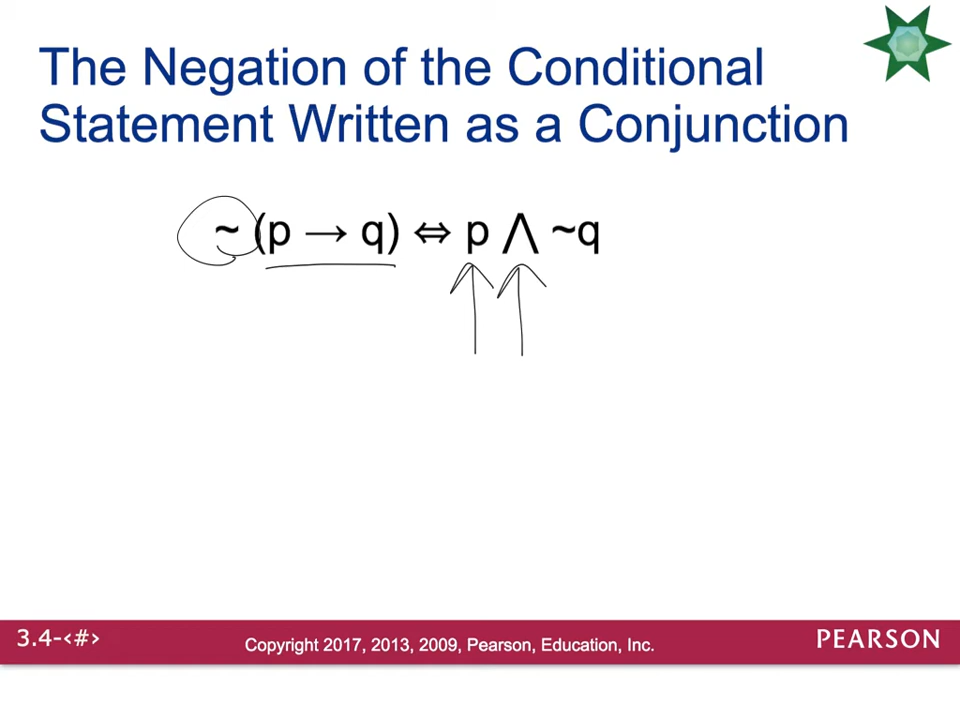 The Negation of the Conditional
Statement Written as a Conjunction
~ (p → q) ⇔ p ⋀ ~q
3.4-‹#›
Copyright 2017, 2013, 2009, Pearson, Education, Inc.
PEARSON